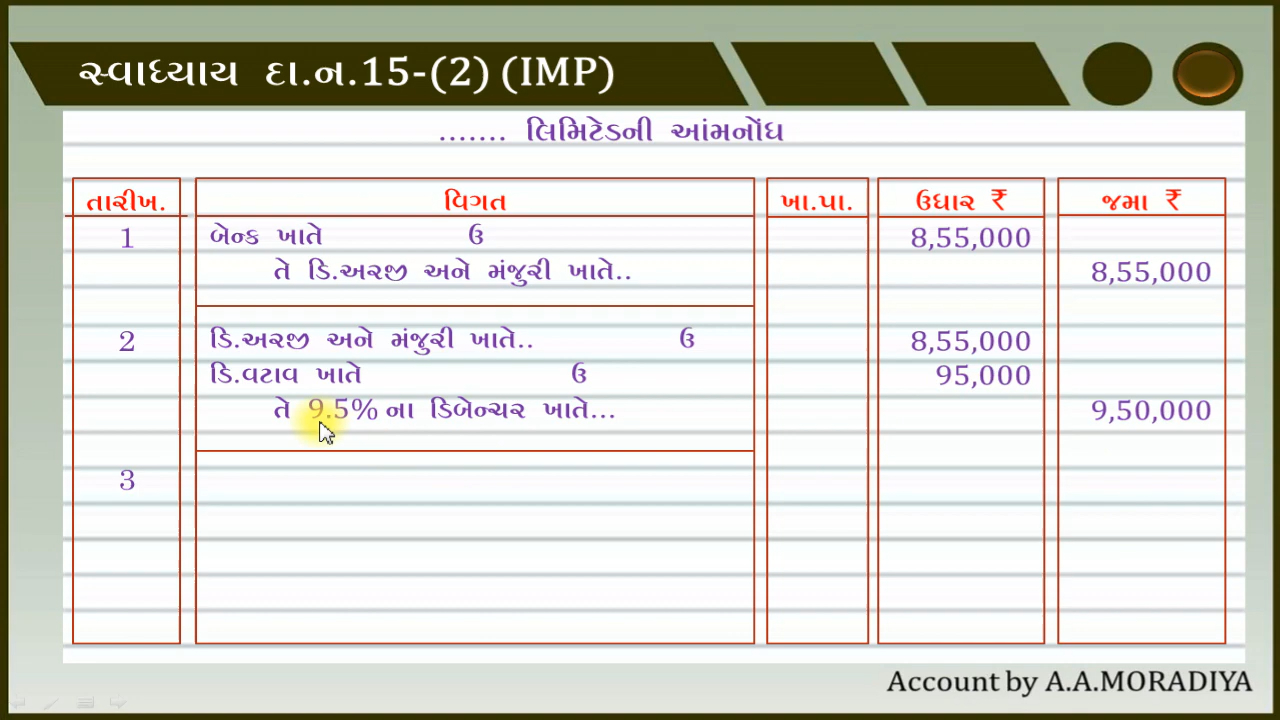 સ્વાધ્યાય દા.ન.15-(2) (IMP)
....... લિમિટેડની આંમનોંધ
તારીખ. વિગત ખા.પા. ઉધાર ₹ જમા ₹
1 બેન્ક ખાતે ઉ 8,55,000
તે ડિ.અરજી અને મંજુરી ખાતે.. 8,55,000
2 ડિ.અરજી અને મંજુરી ખાતે.. ઉ 8,55,000
ડિ.વટાવ ખાતે ઉ 95,000
તે 9.5% ના ડિબેન્ચર ખાતે... 9,50,000
3
Account by A.A.MORADIYA